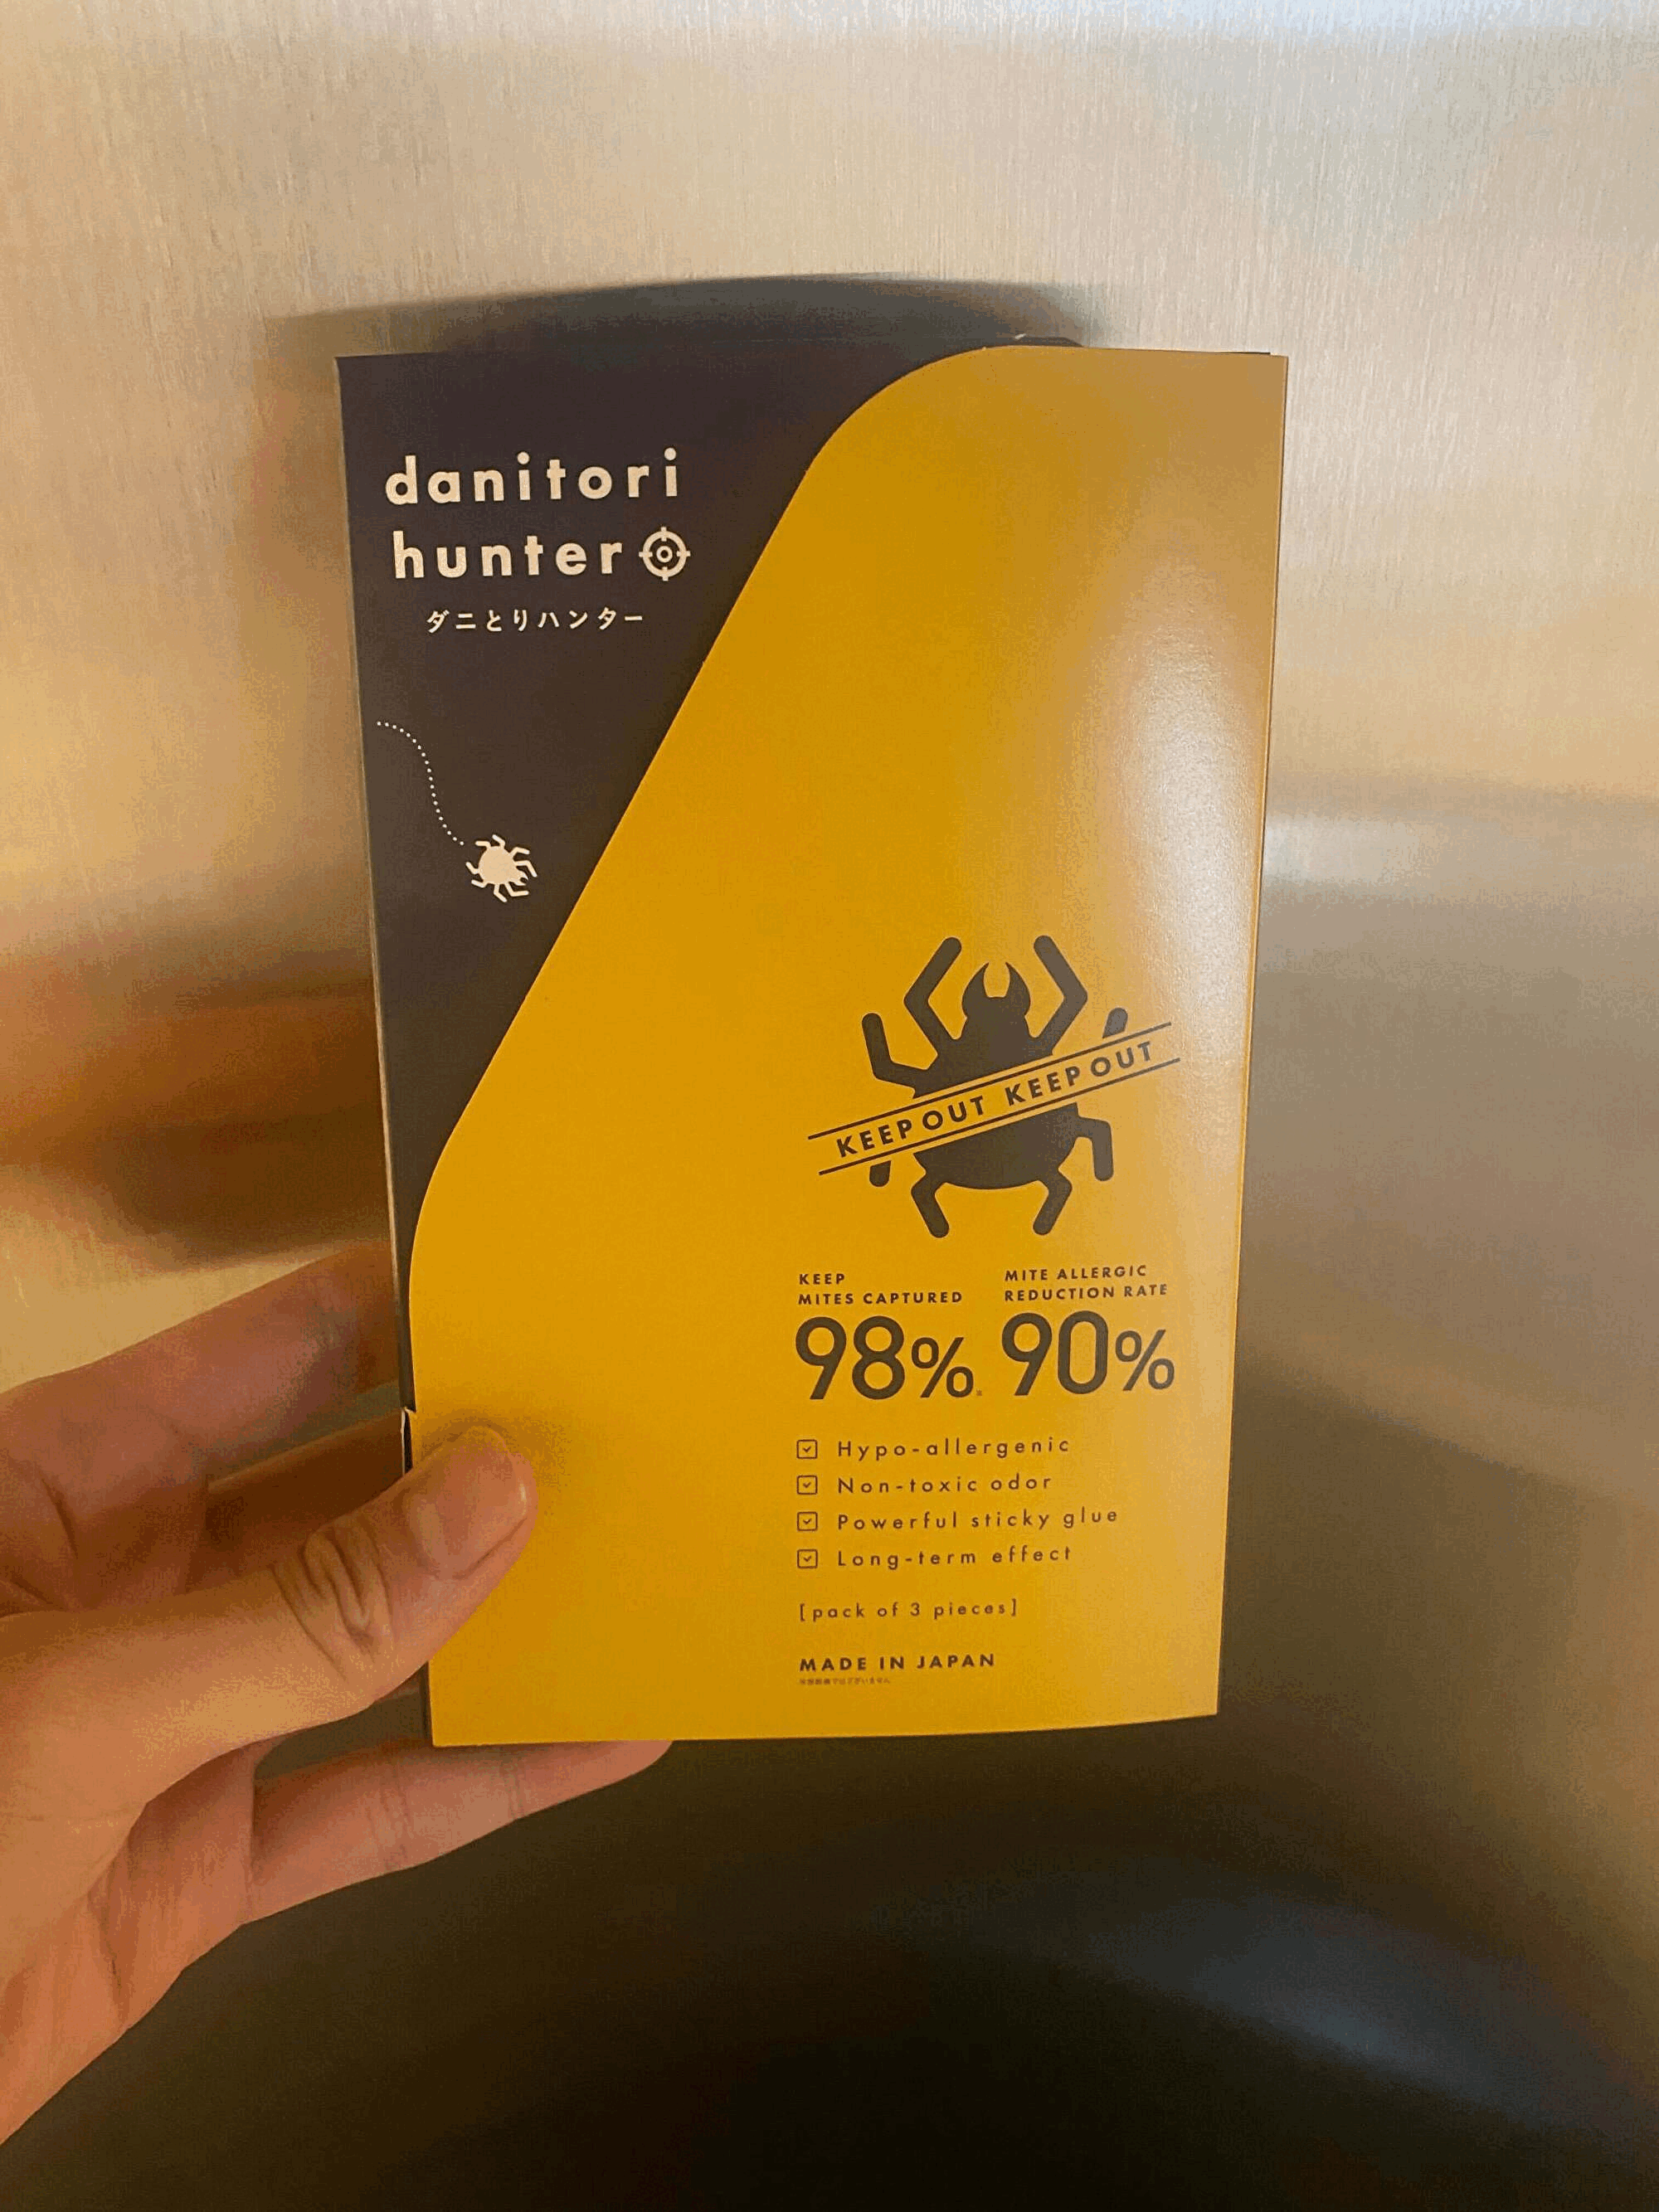 danitori
hunter
ダニとりハンター
KEEP OUT KEEP OUT
KEEP
MITES CAPTURED
98%
MITE ALLERGIC
REDUCTION RATE
90%
Hypo-allergenic
Non-toxic odor
Powerful sticky glue
Long-term effect
[pack of 3 pieces]
MADE IN JAPAN